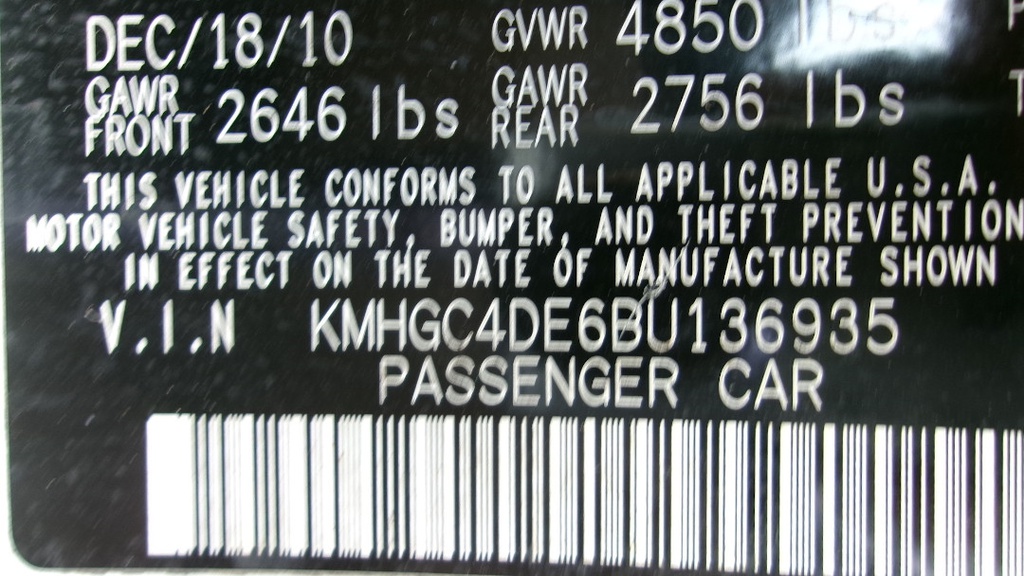 DEC/18/10 GVWR 4850 lbs
GAWR FRONT 2646 lbs GAWR REAR 2756 lbs
THIS VEHICLE CONFORMS TO ALL APPLICABLE U.S.A.
MOTOR VEHICLE SAFETY, BUMPER, AND THEFT PREVENTION
IN EFFECT ON THE DATE OF MANUFACTURE SHOWN
V.I.N KMHGC4DE6BU136935
PASSENGER CAR